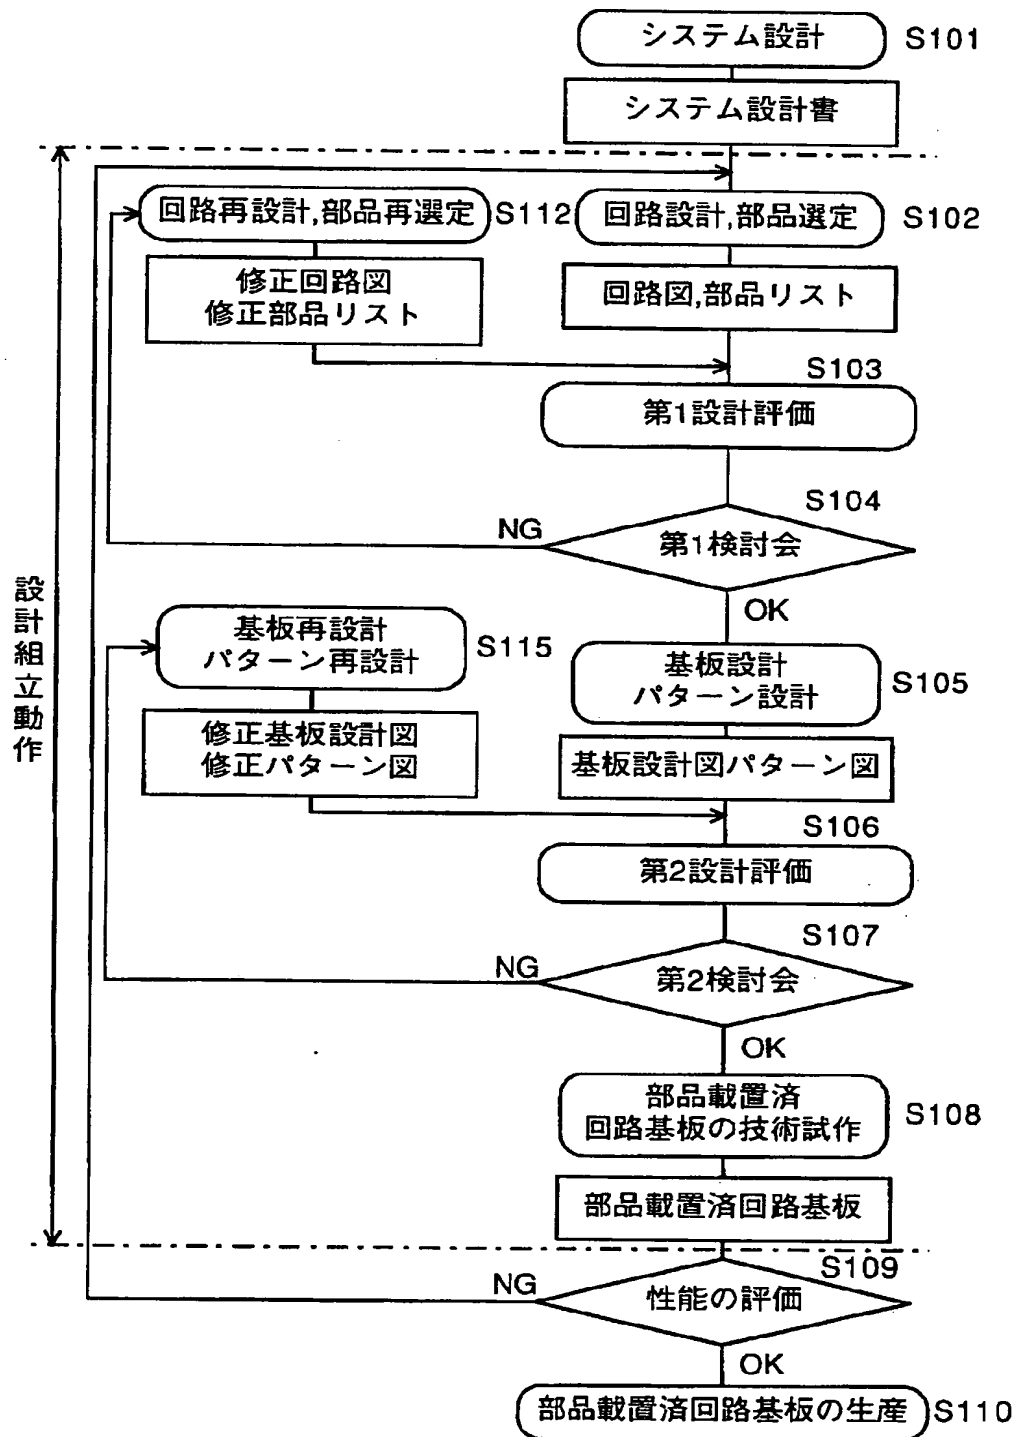 システム設計 S101
システム設計書
回路再設計,部品再選定 S112
回路設計,部品選定 S102
修正回路図
修正部品リスト
回路図,部品リスト
S103
第1設計評価
S104
NG
第1検討会
OK
設計組立動作
基板再設計
パターン再設計
S115
基板設計
パターン設計
S105
修正基板設計図
修正パターン図
基板設計図パターン図
S106
第2設計評価
S107
NG
第2検討会
OK
部品載置済
回路基板の技術試作
S108
部品載置済回路基板
S109
NG
性能の評価
OK
部品載置済回路基板の生産 S110